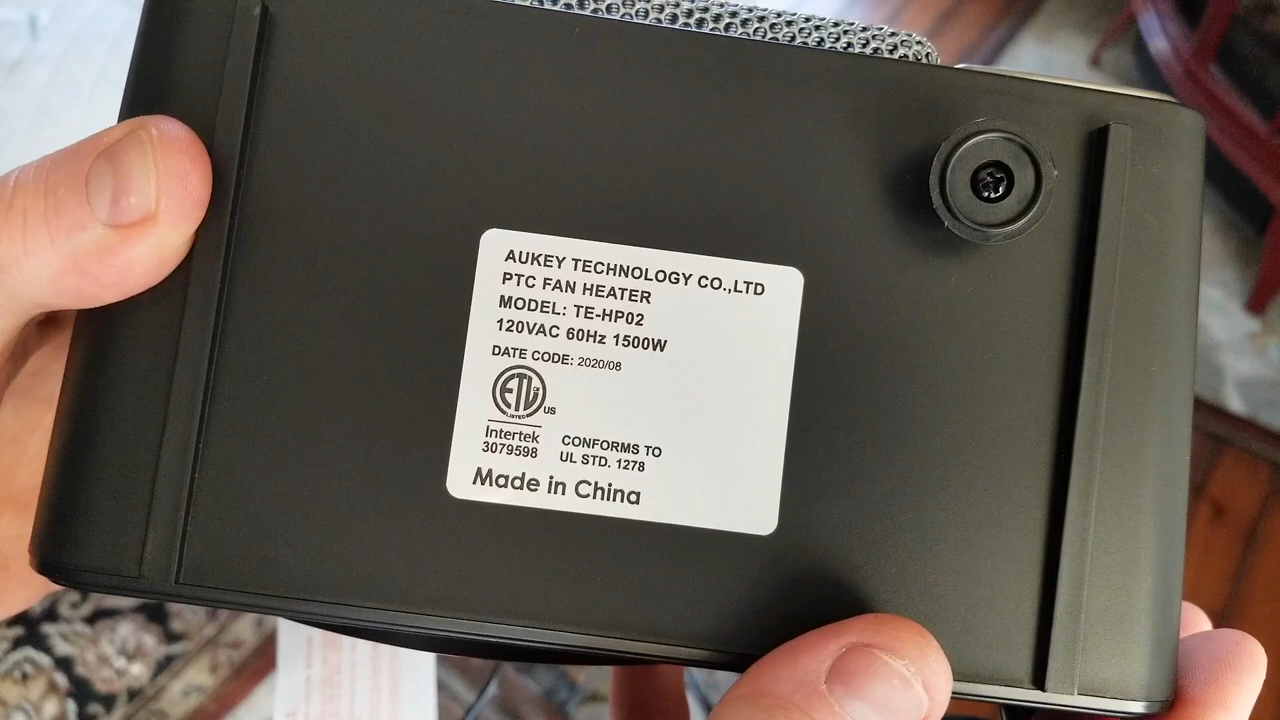 AUKEY TECHNOLOGY CO.,LTD
PTC FAN HEATER
MODEL: TE-HP02
120VAC 60Hz 1500W
DATE CODE: 2020/08
ETL
LISTED
US
Intertek
3079598
CONFORMS TO
UL STD. 1278
Made in China